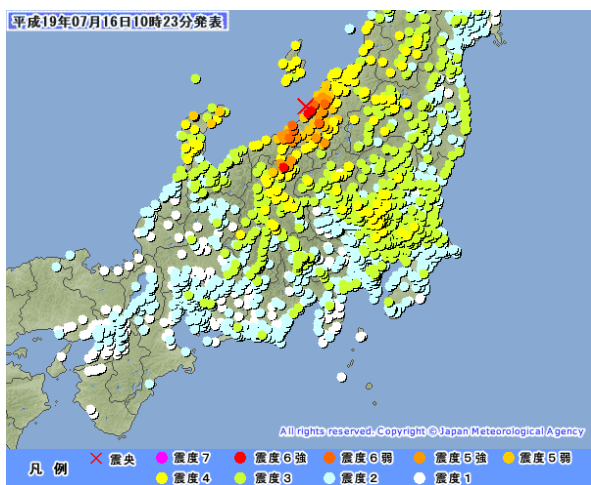 平成19年07月16日10時23分発表
All rights reserved. Copyright © Japan Meteorological Agency
凡 例 × 震央 震度7 震度6強 震度6弱 震度5強 震度5弱
震度4 震度3 震度2 震度1